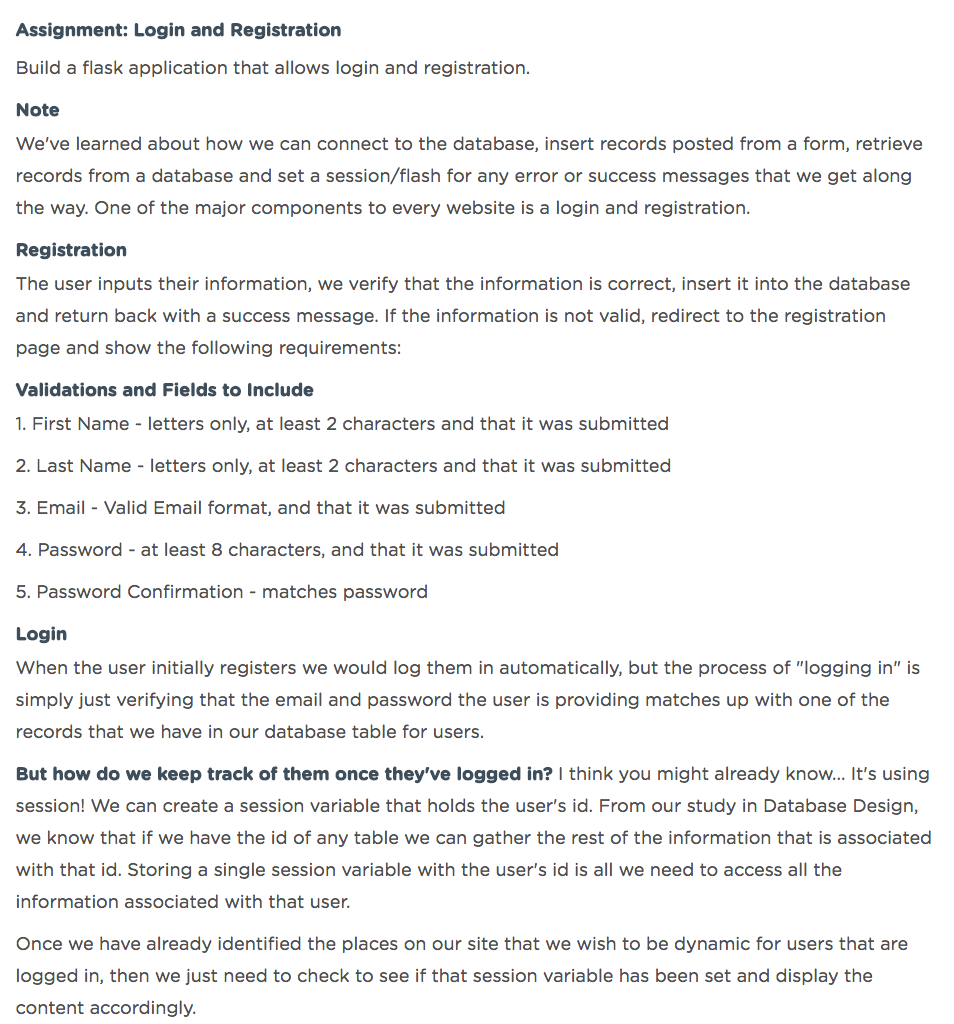 Assignment: Login and Registration
Build a flask application that allows login and registration.
Note
We've learned about how we can connect to the database, insert records posted from a form, retrieve
records from a database and set a session/flash for any error or success messages that we get along
the way. One of the major components to every website is a login and registration.
Registration
The user inputs their information, we verify that the information is correct, insert it into the database
and return back with a success message. If the information is not valid, redirect to the registration
page and show the following requirements:
Validations and Fields to Include
1. First Name - letters only, at least 2 characters and that it was submitted
2. Last Name - letters only, at least 2 characters and that it was submitted
3. Email - Valid Email format, and that it was submitted
4. Password - at least 8 characters, and that it was submitted
5. Password Confirmation - matches password
Login
When the user initially registers we would log them in automatically, but the process of "logging in" is
simply just verifying that the email and password the user is providing matches up with one of the
records that we have in our database table for users.
But how do we keep track of them once they've logged in? I think you might already know... It's using
session! We can create a session variable that holds the user's id. From our study in Database Design,
we know that if we have the id of any table we can gather the rest of the information that is associated
with that id. Storing a single session variable with the user's id is all we need to access all the
information associated with that user.
Once we have already identified the places on our site that we wish to be dynamic for users that are
logged in, then we just need to check to see if that session variable has been set and display the
content accordingly.